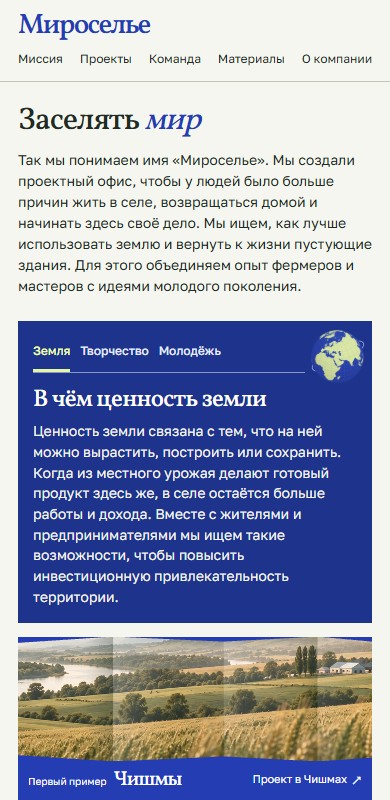 Мироселье
Миссия Проекты Команда Материалы О компании
Заселять мир
Так мы понимаем имя «Мироселье». Мы создали
проектный офис, чтобы у людей было больше
причин жить в селе, возвращаться домой и
начинать здесь своё дело. Мы ищем, как лучше
использовать землю и вернуть к жизни пустующие
здания. Для этого объединяем опыт фермеров и
мастеров с идеями молодого поколения.
Земля Творчество Молодёжь
В чём ценность земли
Ценность земли связана с тем, что на ней
можно вырастить, построить или сохранить.
Когда из местного урожая делают готовый
продукт здесь же, в селе остаётся больше
работы и дохода. Вместе с жителями и
предпринимателями мы ищем такие
возможности, чтобы повысить
инвестиционную привлекательность
территории.
Первый пример Чишмы Проект в Чишмах ↗